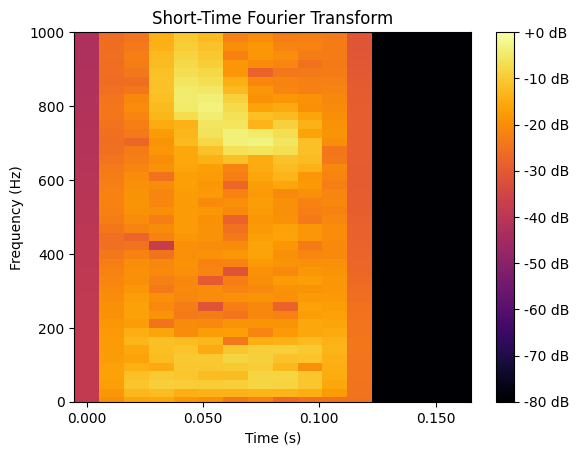 Short-Time Fourier Transform
1000
800
600
400
200
0
Frequency (Hz)
0.000
0.050
0.100
0.150
Time (s)
+0 dB
-10 dB
-20 dB
-30 dB
-40 dB
-50 dB
-60 dB
-70 dB
-80 dB